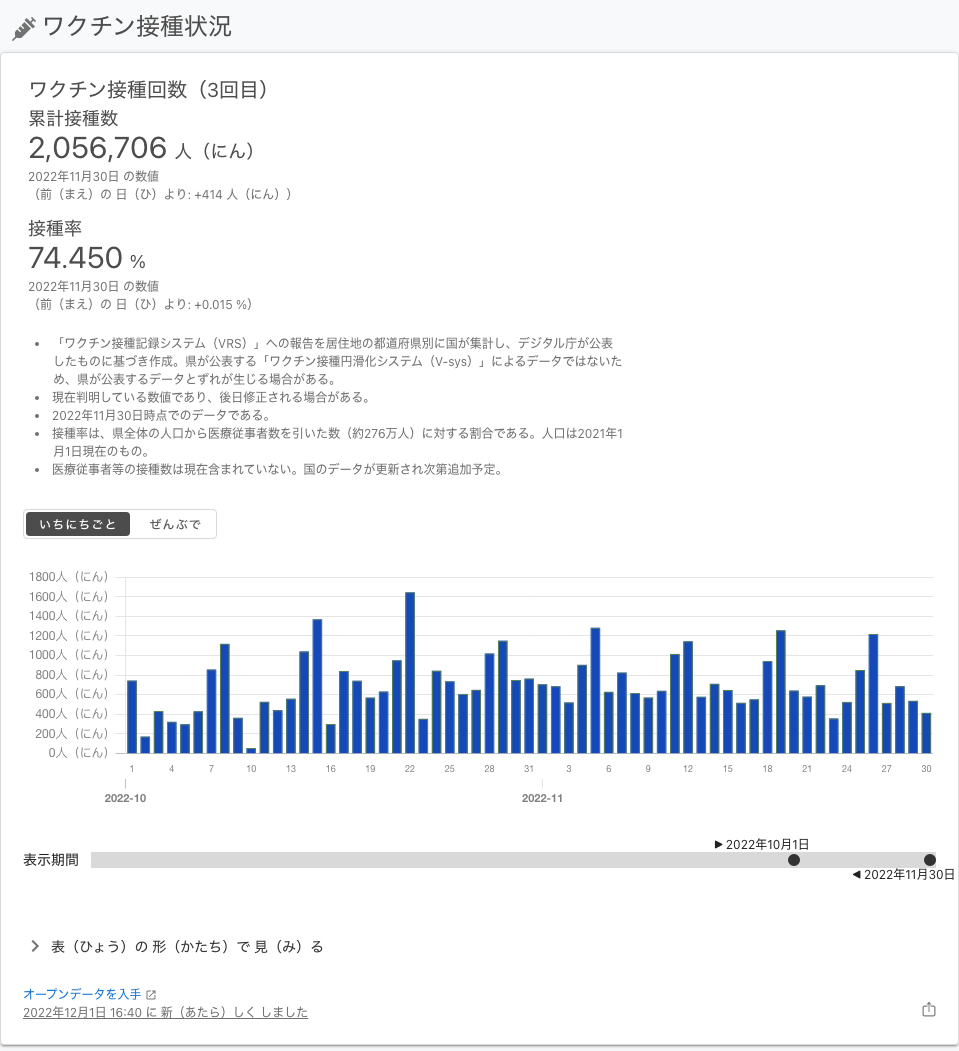 ワクチン接種状況
ワクチン接種回数（3回目）
累計接種数
2,056,706 人（にん）
2022年11月30日 の数値
（前（まえ）の 日（ひ）より: +414 人（にん））
接種率
74.450 %
2022年11月30日 の数値
（前（まえ）の 日（ひ）より: +0.015 %）
• 「ワクチン接種記録システム（VRS）」への報告を居住地の都道府県別に国が集計し、デジタル庁が公表
したものに基づき作成。県が公表する「ワクチン接種円滑化システム（V-sys）」によるデータではないた
め、県が公表するデータとずれが生じる場合がある。
• 現在判明している数値であり、後日修正される場合がある。
• 2022年11月30日時点でのデータである。
• 接種率は、県全体の人口から医療従事者数を引いた数（約276万人）に対する割合である。人口は2021年1
月1日現在のもの。
• 医療従事者等の接種数は現在含まれていない。国のデータが更新され次第追加予定。
いちにちごと ぜんぶで
1800人（にん）
1600人（にん）
1400人（にん）
1200人（にん）
1000人（にん）
800人（にん）
600人（にん）
400人（にん）
200人（にん）
0人（にん）
1 4 7 10 13 16 19 22 25 28 31 3 6 9 12 15 18 21 24 27 30
2022-10 2022-11
▶ 2022年10月1日
表示期間
◀ 2022年11月30日
表（ひょう）の 形（かたち）で 見（み）る
オープンデータを入手
2022年12月1日 16:40 に 新（あたら）しく しました